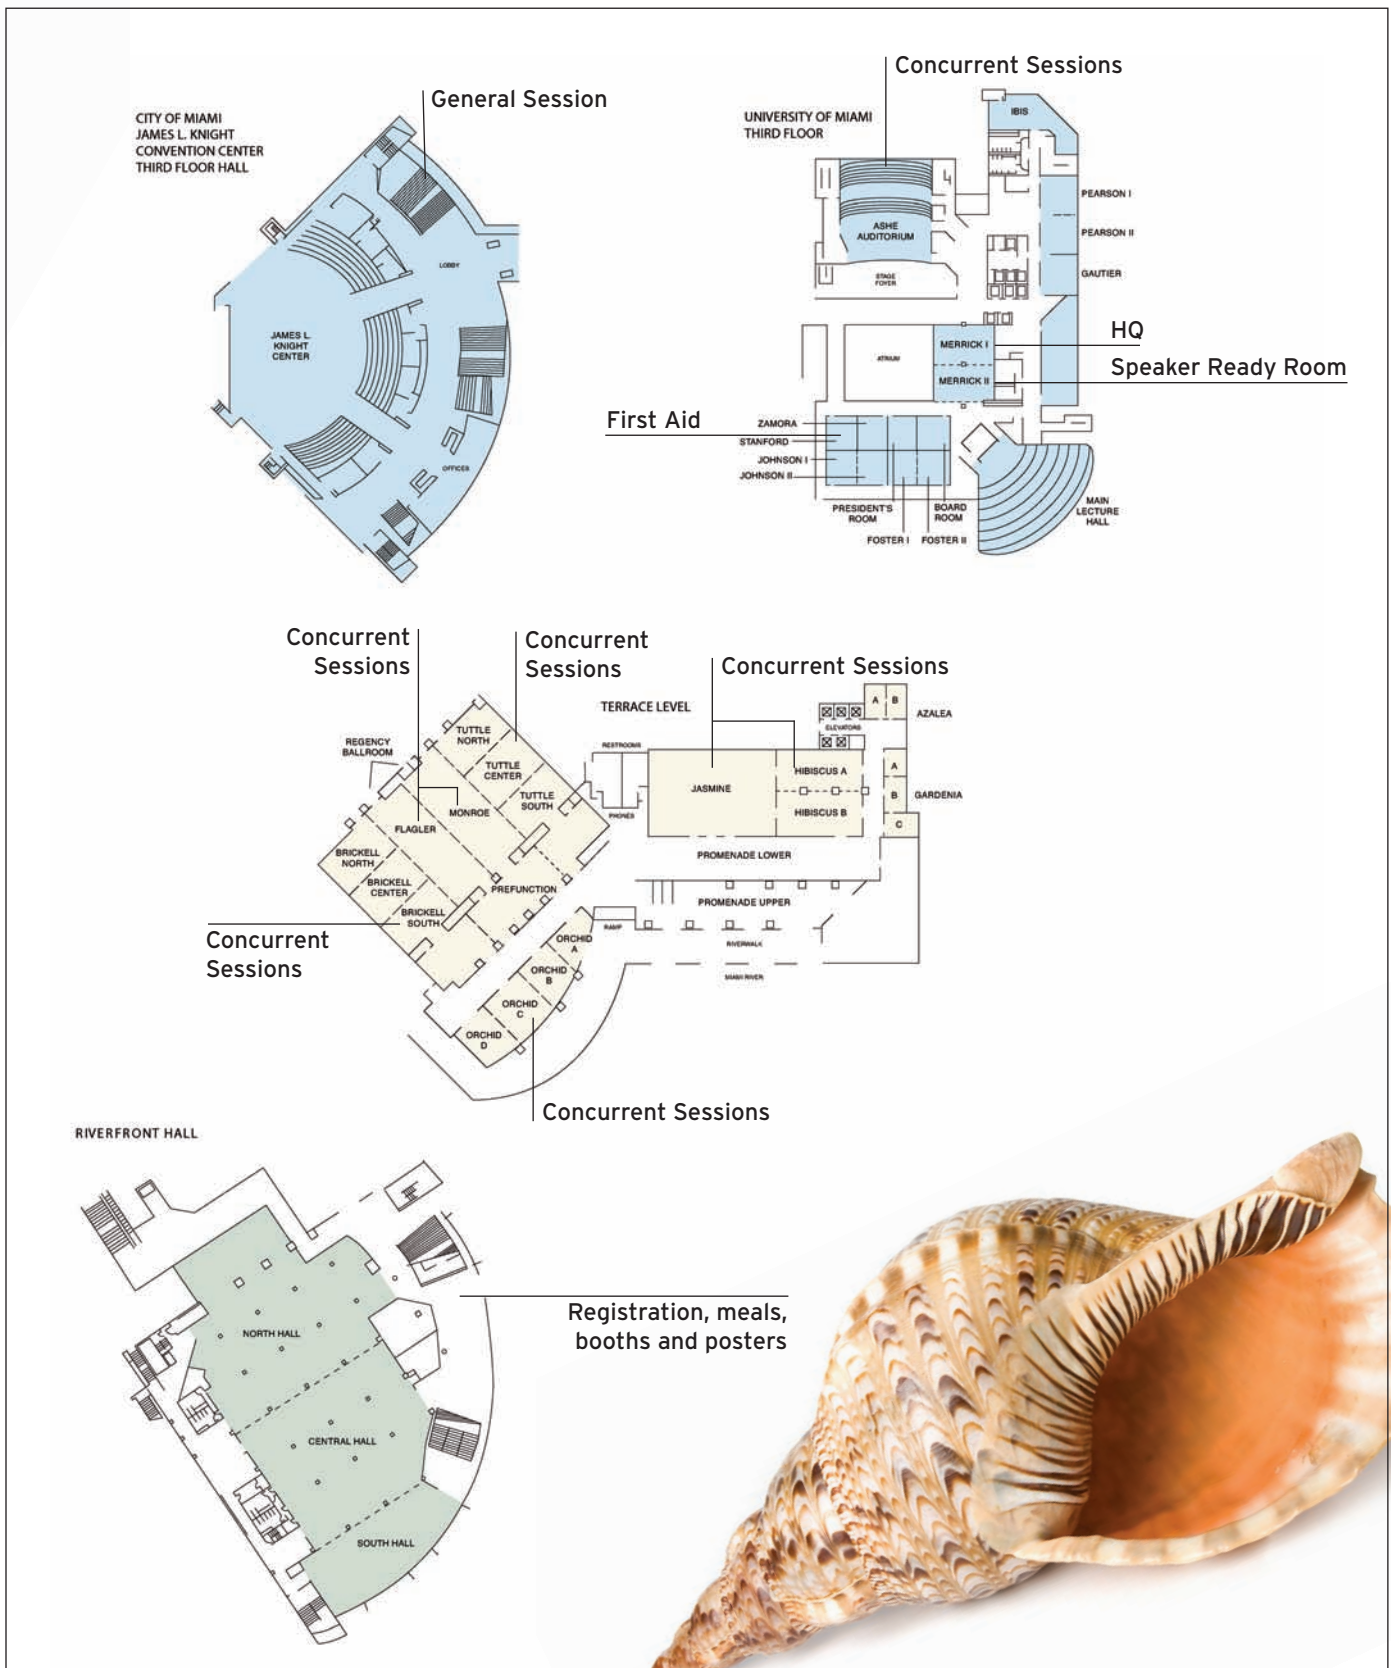 General Session
CITY OF MIAMI
JAMES L. KNIGHT
CONVENTION CENTER
THIRD FLOOR HALL
LOBBY
JAMES L.
KNIGHT
CENTER
OFFICES
Concurrent Sessions
UNIVERSITY OF MIAMI
THIRD FLOOR
IBIS
PEARSON I
PEARSON II
GAUTIER
ASHE
AUDITORIUM
STAGE
FOYER
HQ
MERRICK I
ATRIUM
Speaker Ready Room
MERRICK II
First Aid
ZAMORA
STANFORD
JOHNSON I
JOHNSON II
PRESIDENT'S
ROOM
BOARD
ROOM
FOSTER I
FOSTER II
MAIN
LECTURE
HALL
Concurrent
Sessions
Concurrent
Sessions
Concurrent Sessions
TERRACE LEVEL
REGENCY
BALLROOM
TUTTLE
NORTH
TUTTLE
CENTER
TUTTLE
SOUTH
MONROE
FLAGLER
BRICKELL
NORTH
BRICKELL
CENTER
BRICKELL
SOUTH
PREFUNCTION
RESTROOMS
PHONES
JASMINE
HIBISCUS A
HIBISCUS B
ELEVATORS
A
B
AZALEA
A
B
GARDENIA
C
PROMENADE LOWER
PROMENADE UPPER
RAMP
RIVERWALK
MIAMI RIVER
Concurrent
Sessions
ORCHID
A
ORCHID
B
ORCHID
C
ORCHID
D
Concurrent Sessions
RIVERFRONT HALL
Registration, meals,
booths and posters
NORTH HALL
CENTRAL HALL
SOUTH HALL